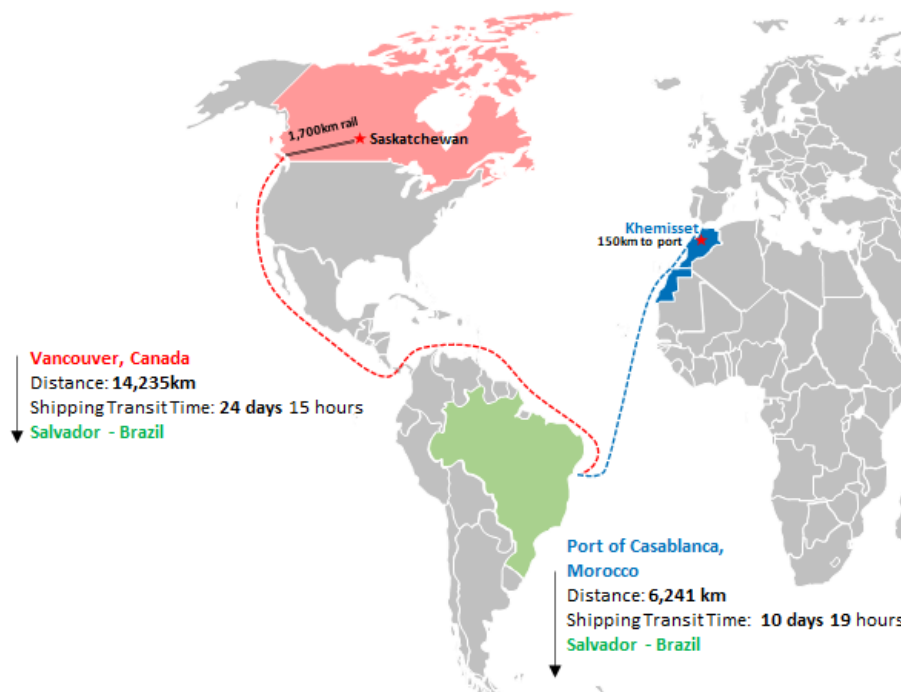 1,700km rail
Saskatchewan
Khemisset
150km to port
Vancouver, Canada
Distance: 14,235km
Shipping Transit Time: 24 days 15 hours
Salvador - Brazil
Port of Casablanca,
Morocco
Distance: 6,241 km
Shipping Transit Time: 10 days 19 hours
Salvador - Brazil